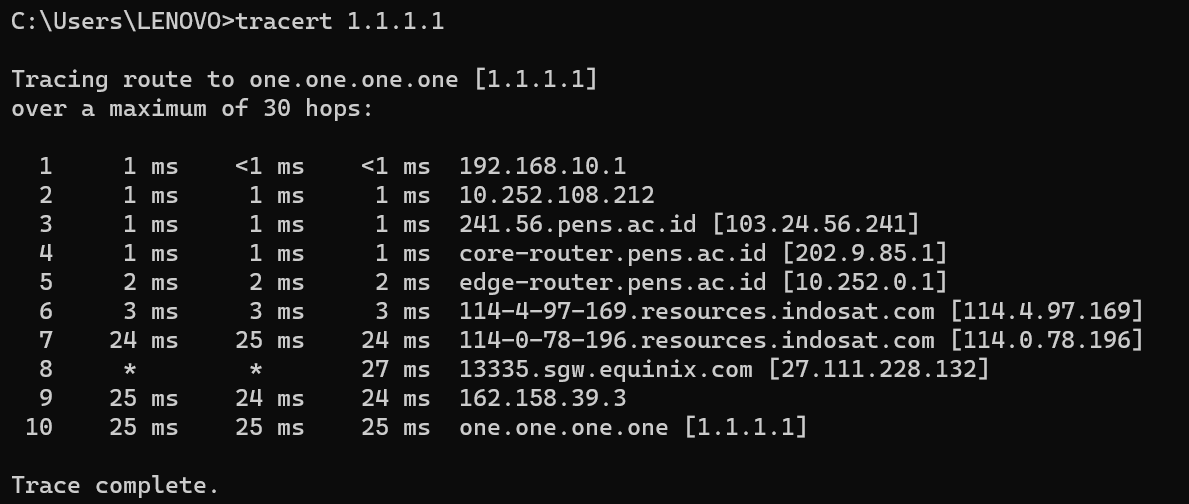 C:\Users\LENOVO>tracert 1.1.1.1
Tracing route to one.one.one.one [1.1.1.1]
over a maximum of 30 hops:
1 1 ms <1 ms <1 ms 192.168.10.1
2 1 ms 1 ms 1 ms 10.252.108.212
3 1 ms 1 ms 1 ms 241.56.pens.ac.id [103.24.56.241]
4 1 ms 1 ms 1 ms core-router.pens.ac.id [202.9.85.1]
5 2 ms 2 ms 2 ms edge-router.pens.ac.id [10.252.0.1]
6 3 ms 3 ms 3 ms 114-4-97-169.resources.indosat.com [114.4.97.169]
7 24 ms 25 ms 24 ms 114-0-78-196.resources.indosat.com [114.0.78.196]
8 * * 27 ms 13335.sgw.equinix.com [27.111.228.132]
9 25 ms 24 ms 24 ms 162.158.39.3
10 25 ms 25 ms 25 ms one.one.one.one [1.1.1.1]
Trace complete.